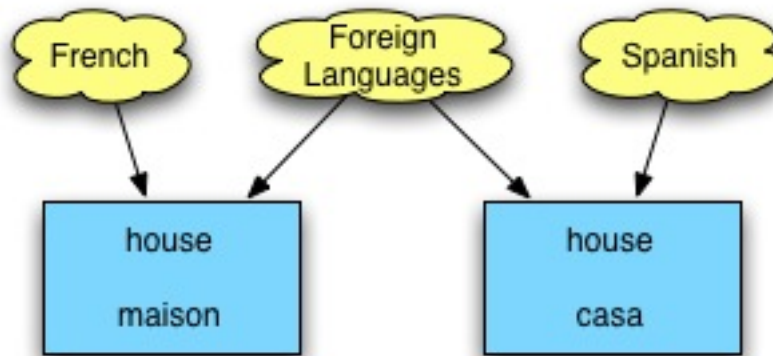 French
Foreign
Languages
Spanish
house
maison
house
casa